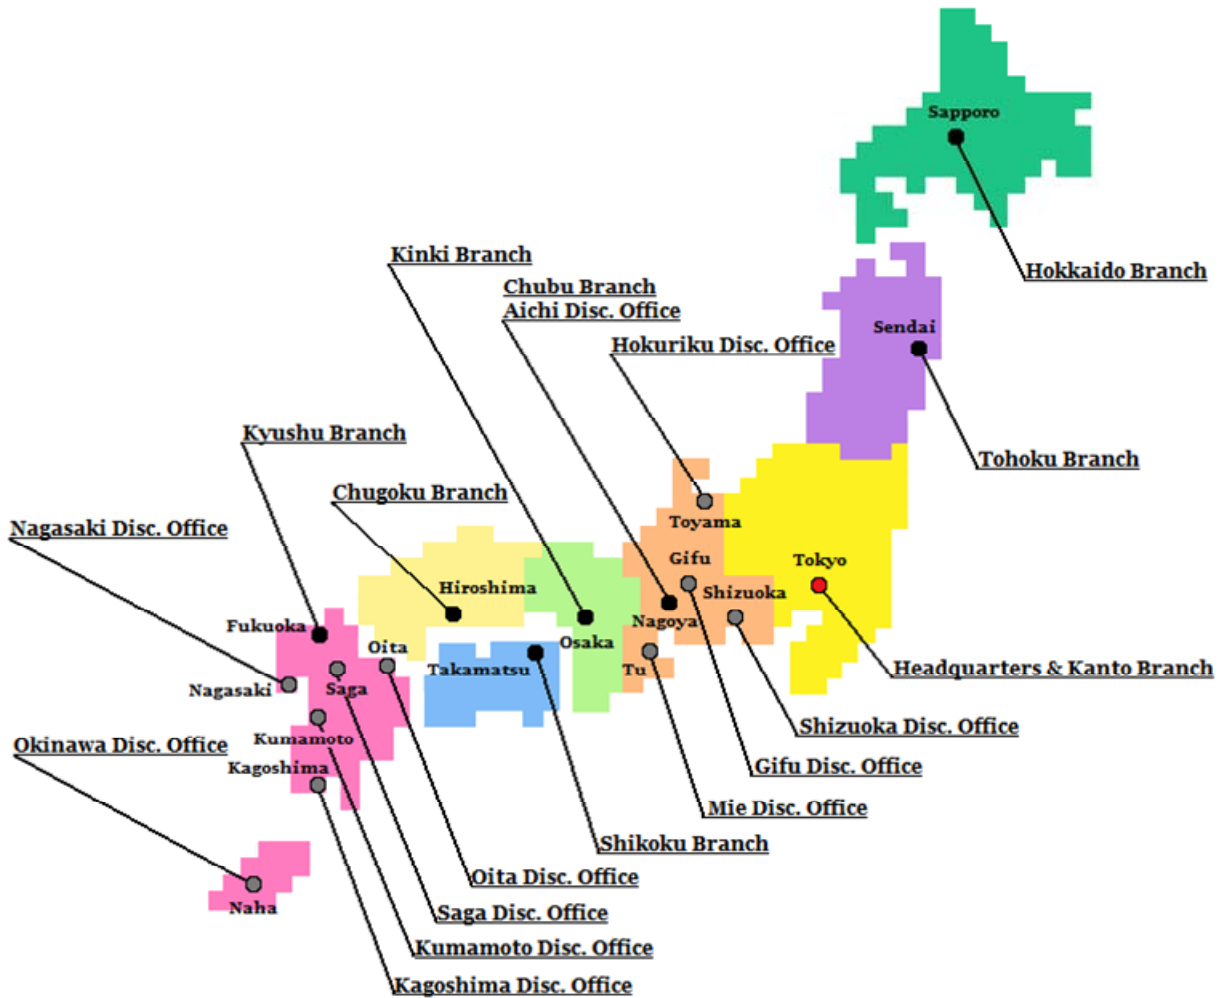 Sapporo
Kinki Branch
Hokkaido Branch
Chubu Branch
Aichi Disc. Office
Sendai
Hokuriku Disc. Office
Kyushu Branch
Tohoku Branch
Chugoku Branch
Toyama
Nagasaki Disc. Office
Gifu
Tokyo
Hiroshima
Shizuoka
Nagoya
Fukuoka
Osaka
Oita
Takamatsu
Tu
Headquarters & Kanto Branch
Nagasaki
Saga
Shizuoka Disc. Office
Kumamoto
Okinawa Disc. Office
Kagoshima
Gifu Disc. Office
Mie Disc. Office
Shikoku Branch
Oita Disc. Office
Naha
Saga Disc. Office
Kumamoto Disc. Office
Kagoshima Disc. Office